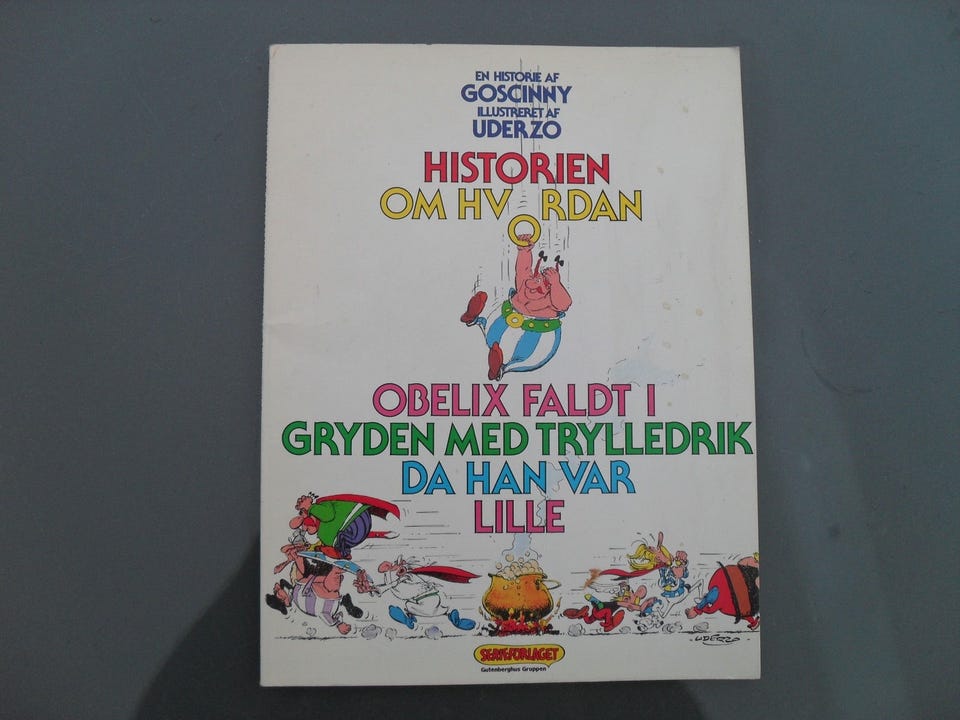 EN HISTORIE AF
GOSCINNY
ILLUSTRERET AF
UDERZO
HISTORIEN
OM HVORDAN
OBELIX FALDT I
GRYDEN MED TRYLLEDRIK
DA HAN VAR
LILLE
UDERZO
SERIEFORLAGET
Gutenberghus Gruppen